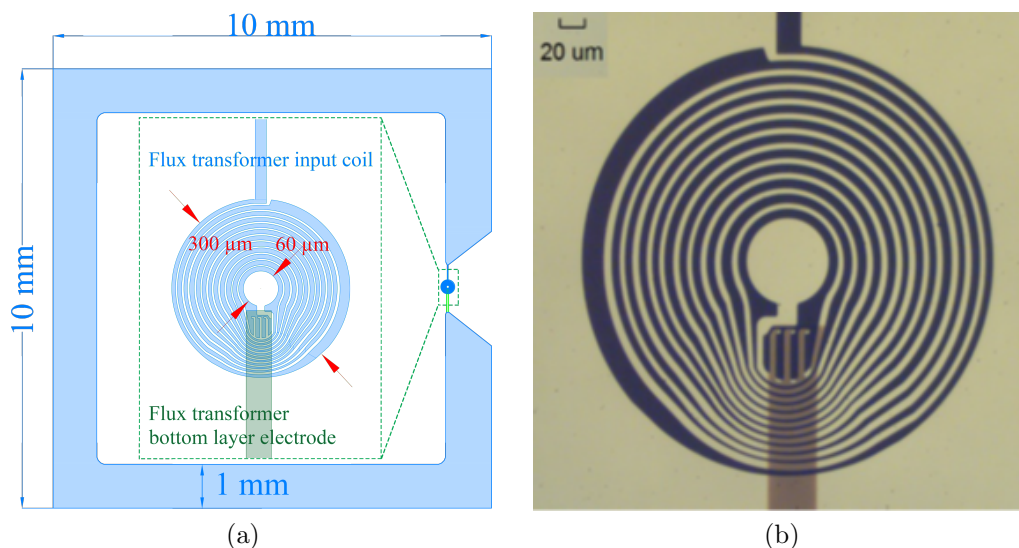 10 mm
10 mm
Flux transformer input coil
300 µm
60 µm
Flux transformer
bottom layer electrode
1 mm
(a)
20 um
(b)